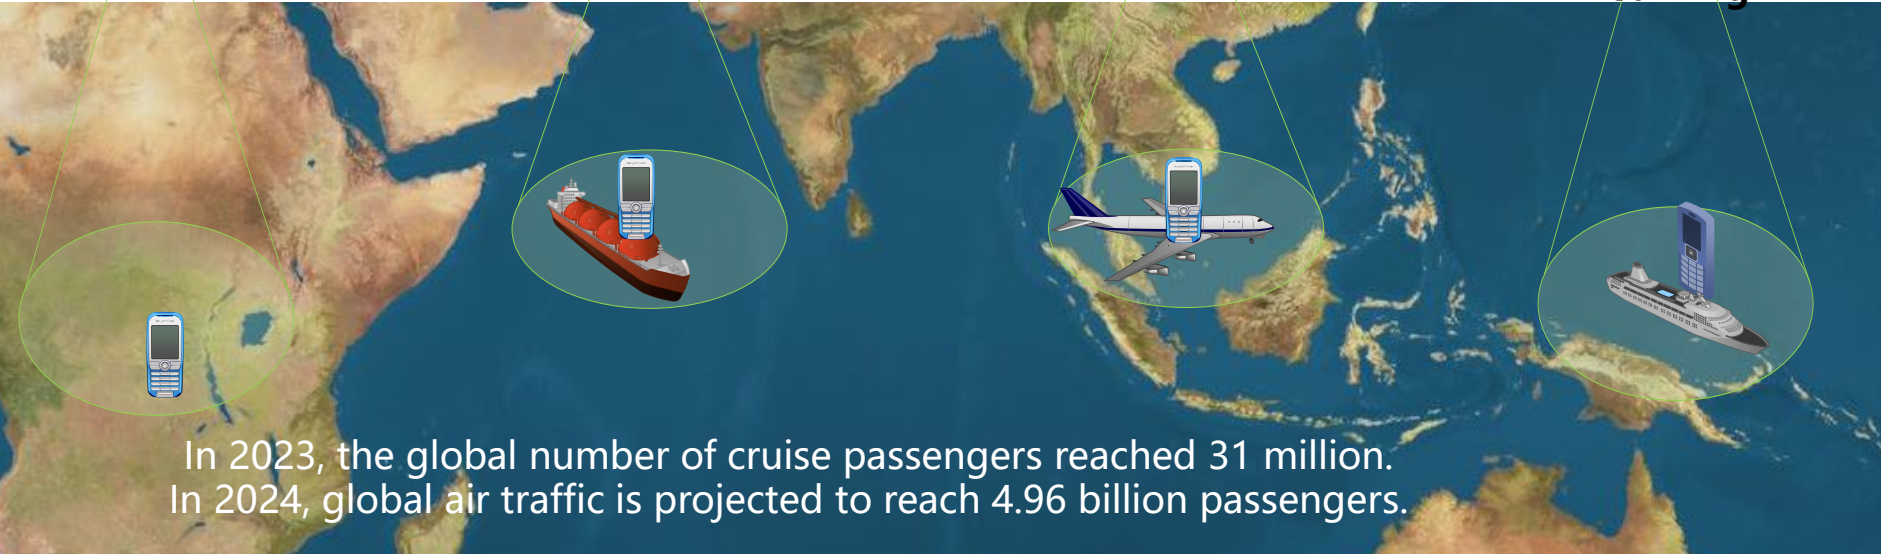 In 2023, the global number of cruise passengers reached 31 million.
In 2024, global air traffic is projected to reach 4.96 billion passengers.